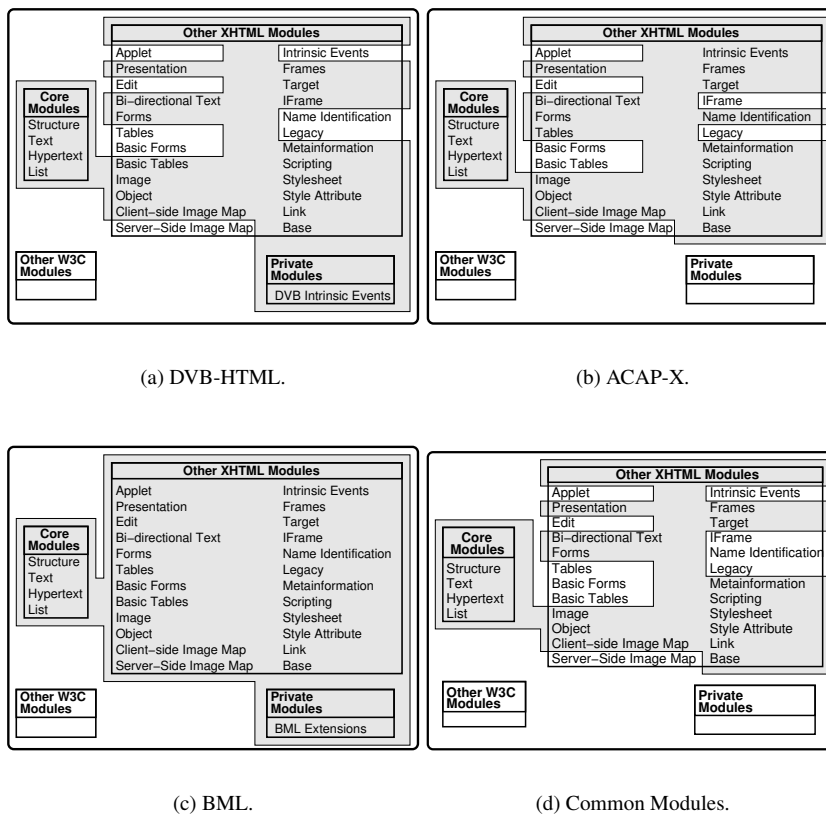 Other XHTML Modules
Applet
Presentation
Edit
Bi-directional Text
Forms
Tables
Basic Forms
Basic Tables
Image
Object
Client-side Image Map
Server-Side Image Map
Intrinsic Events
Frames
Target
IFrame
Name Identification
Legacy
Metainformation
Scripting
Stylesheet
Style Attribute
Link
Base
Core
Modules
Structure
Text
Hypertext
List
Other W3C
Modules
Private
Modules
DVB Intrinsic Events
(a) DVB-HTML.
Other XHTML Modules
Applet
Presentation
Edit
Bi-directional Text
Forms
Tables
Basic Forms
Basic Tables
Image
Object
Client-side Image Map
Server-Side Image Map
Intrinsic Events
Frames
Target
IFrame
Name Identification
Legacy
Metainformation
Scripting
Stylesheet
Style Attribute
Link
Base
Core
Modules
Structure
Text
Hypertext
List
Other W3C
Modules
Private
Modules
(b) ACAP-X.
Other XHTML Modules
Applet
Presentation
Edit
Bi-directional Text
Forms
Tables
Basic Forms
Basic Tables
Image
Object
Client-side Image Map
Server-Side Image Map
Intrinsic Events
Frames
Target
IFrame
Name Identification
Legacy
Metainformation
Scripting
Stylesheet
Style Attribute
Link
Base
Core
Modules
Structure
Text
Hypertext
List
Other W3C
Modules
Private
Modules
BML Extensions
(c) BML.
Other XHTML Modules
Applet
Presentation
Edit
Bi-directional Text
Forms
Tables
Basic Forms
Basic Tables
Image
Object
Client-side Image Map
Server-Side Image Map
Intrinsic Events
Frames
Target
IFrame
Name Identification
Legacy
Metainformation
Scripting
Stylesheet
Style Attribute
Link
Base
Core
Modules
Structure
Text
Hypertext
List
Other W3C
Modules
Private
Modules
(d) Common Modules.